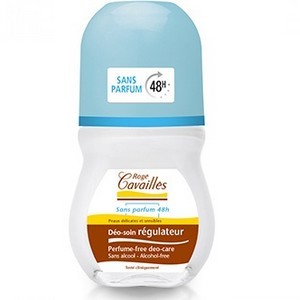 SANS
PARFUM
48H
Rogé
Cavaillès
Sans parfum 48h
Peaux délicates et sensibles
Déo-soin régulateur
Perfume-free deo-care
Sans alcool - Alcohol-free